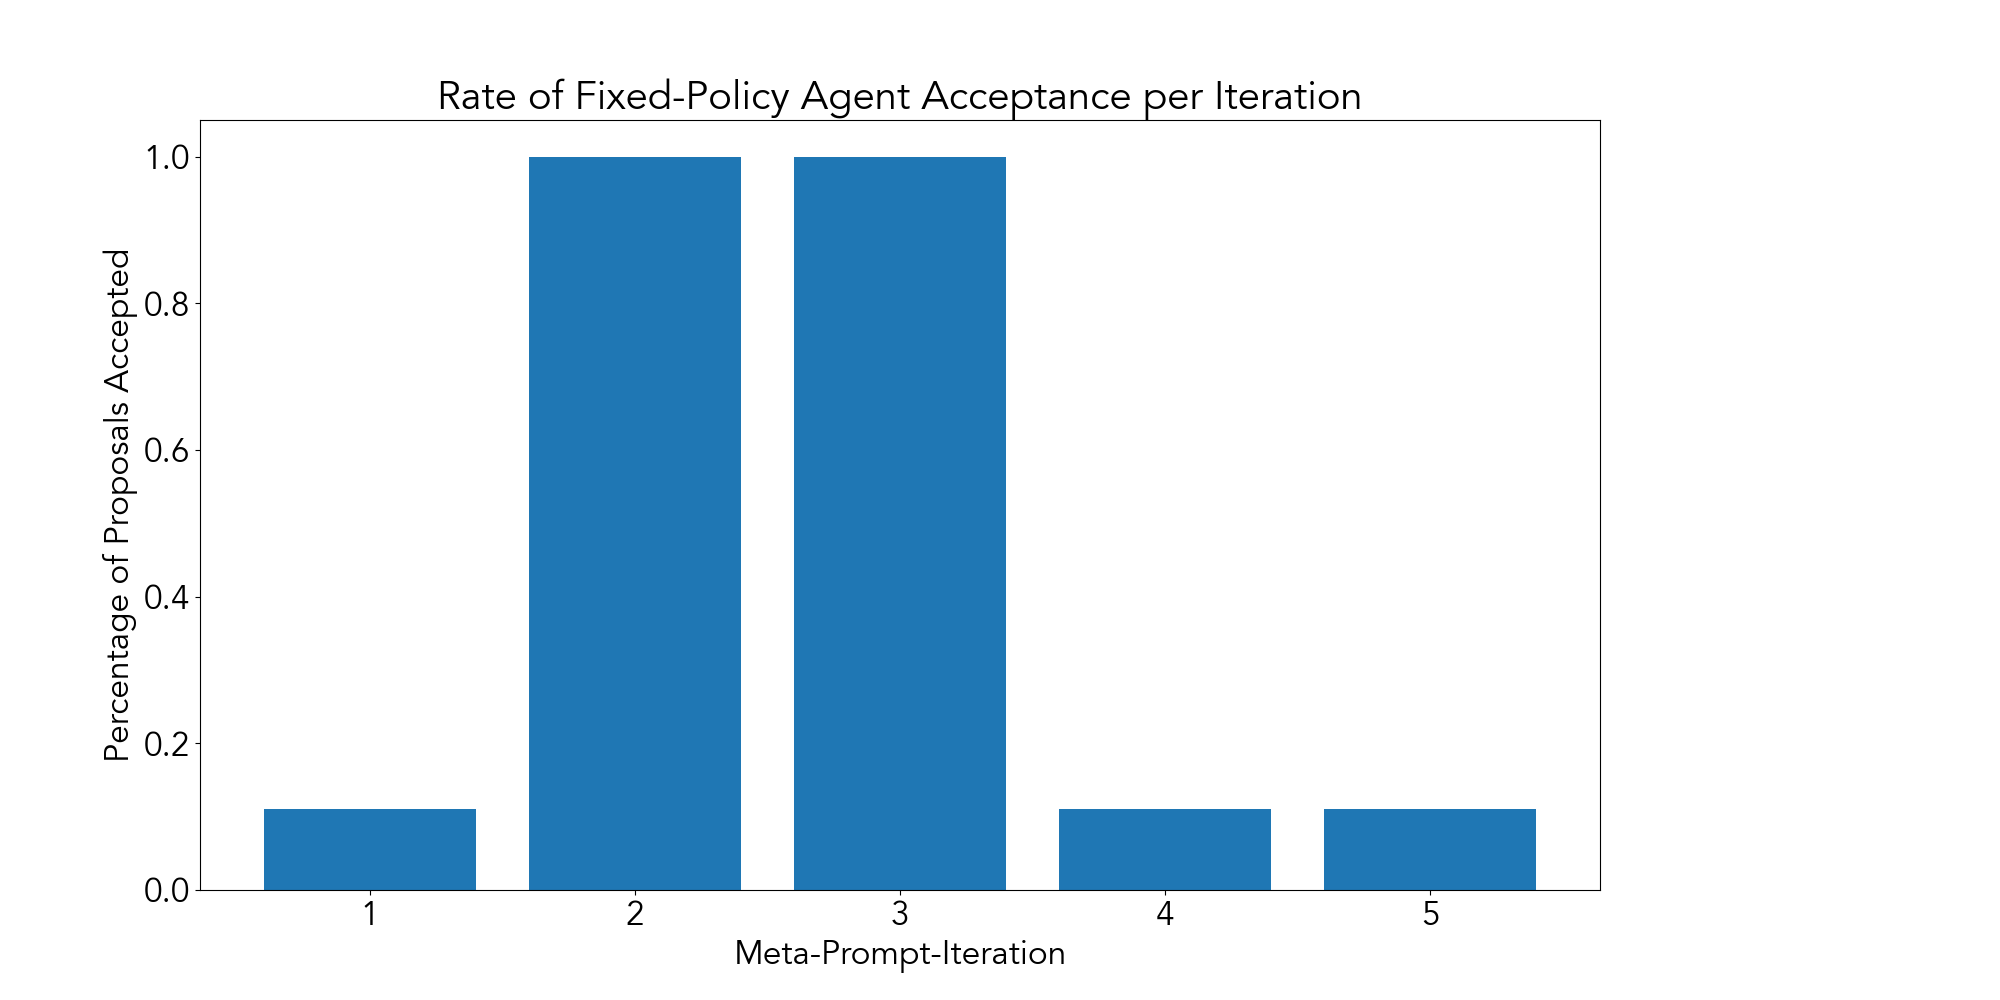 Rate of Fixed-Policy Agent Acceptance per Iteration
Percentage of Proposals Accepted
1.0
0.8
0.6
0.4
0.2
0.0
1 2 3 4 5
Meta-Prompt-Iteration